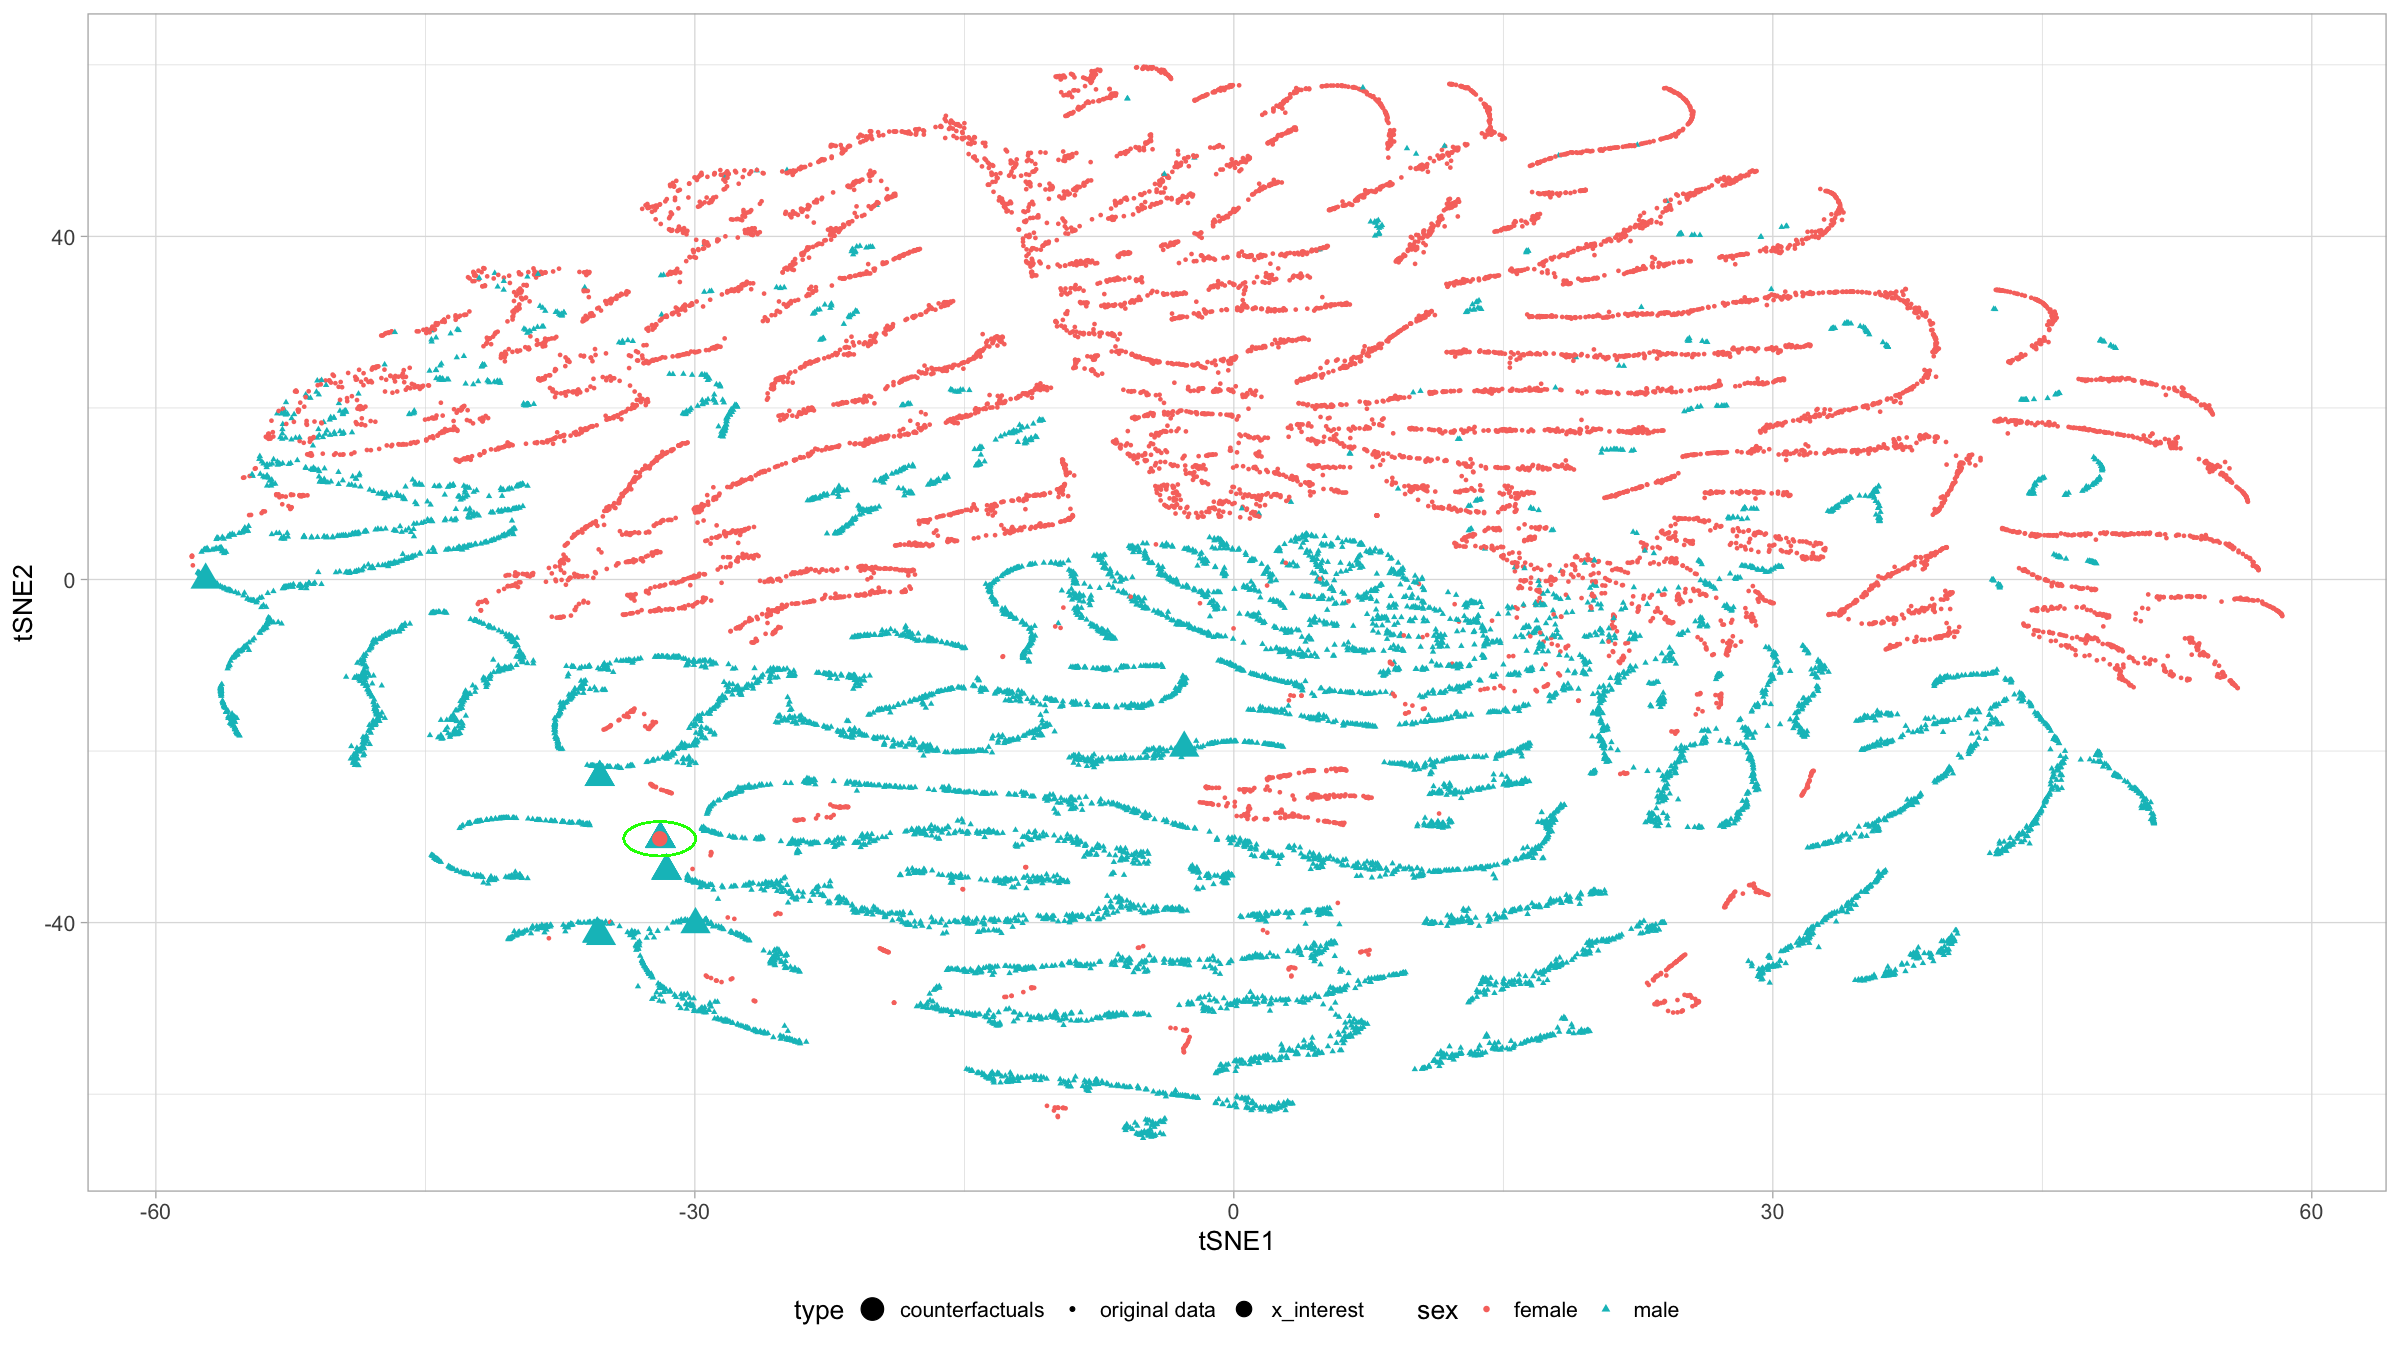 tSNE2
40
0
-40
-60
-30
0
30
60
tSNE1
type counterfactuals original data x_interest sex female male